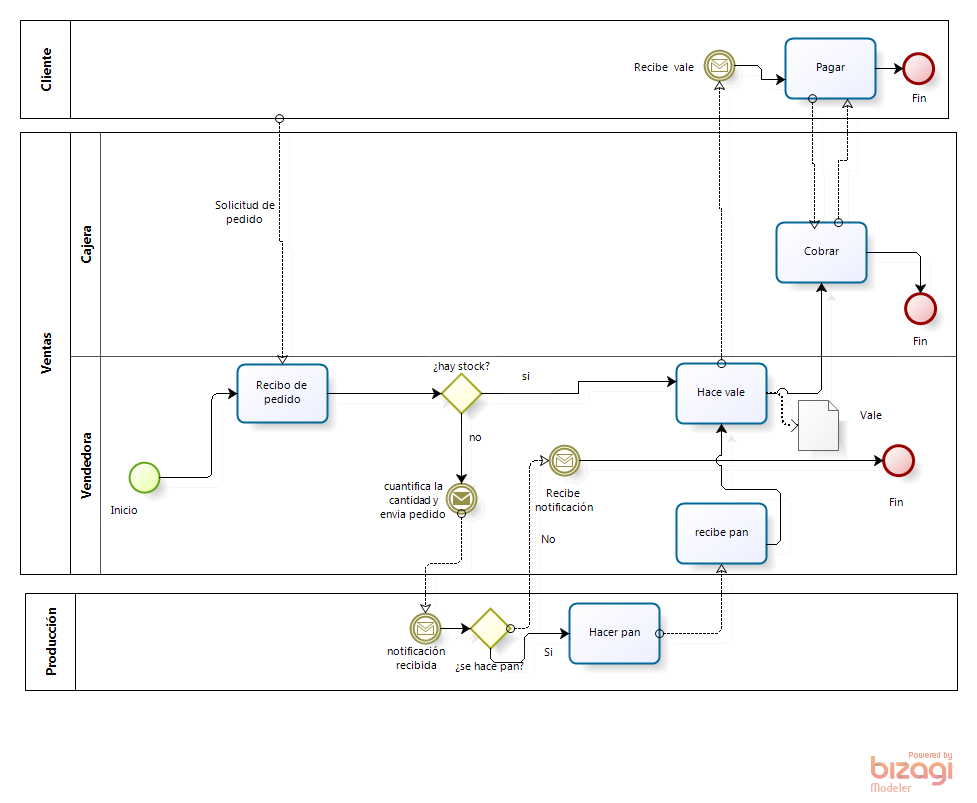 Cliente
Recibe vale
Pagar
Fin
Ventas
Cajera
Solicitud de
pedido
Cobrar
Fin
Vendedora
Inicio
Recibo de
pedido
¿hay stock?
si
no
Hace vale
Vale
cuantifica la
cantidad y
envia pedido
Recibe
notificación
Fin
No
recibe pan
Producción
notificación
recibida
¿se hace pan?
Si
Hacer pan
Powered by
bizagi
Modeler